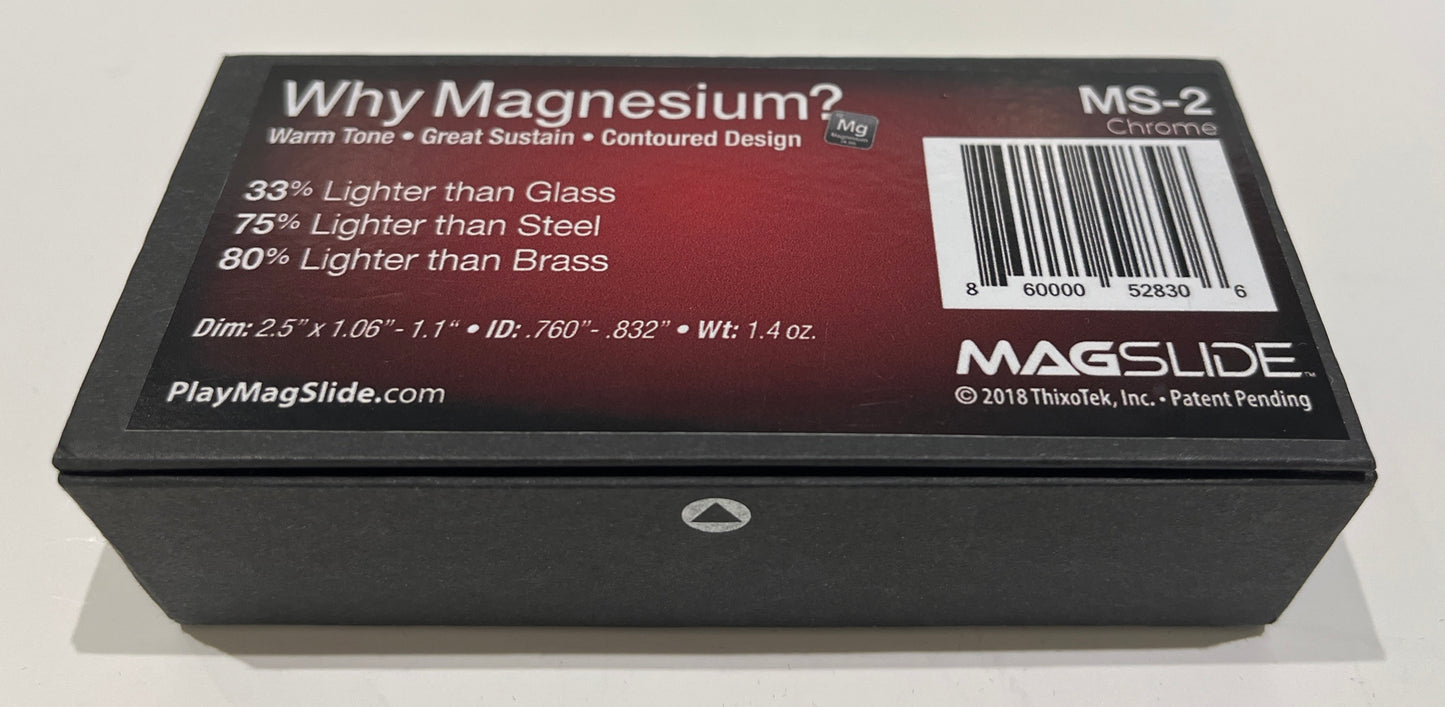 Why Magnesium?
Mg
Magnesium
Warm Tone • Great Sustain • Contoured Design
33% Lighter than Glass
75% Lighter than Steel
80% Lighter than Brass
Dim: 2.5” x 1.06”- 1.1“ • ID: .760”- .832” • Wt: 1.4 oz.
PlayMagSlide.com
MS-2
Chrome
8 60000 52830 6
MAGSLIDE™
© 2018 ThixoTek, Inc. • Patent Pending